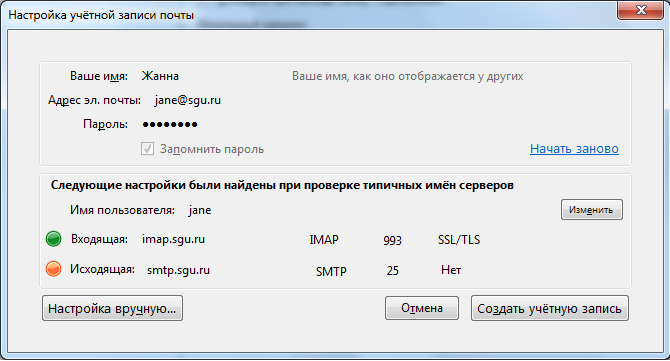 Настройка учётной записи почты
Ваше имя: Жанна Ваше имя, как оно отображается у других
Адрес эл. почты: jane@sgu.ru
Пароль: ●●●●●●●●
Запомнить пароль Начать заново
Следующие настройки были найдены при проверке типичных имён серверов
Имя пользователя: jane Изменить
Входящая: imap.sgu.ru IMAP 993 SSL/TLS
Исходящая: smtp.sgu.ru SMTP 25 Нет
Настройка вручную... Отмена Создать учётную запись